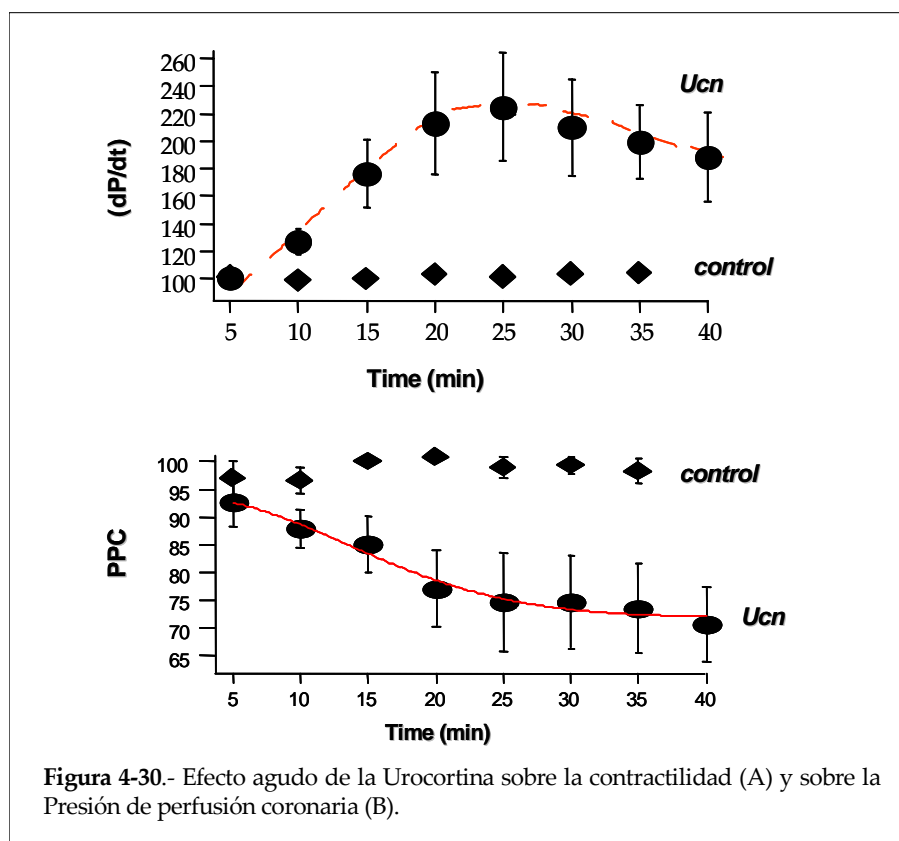 260
240
220
200
180
160
140
120
100
(dP/dt)
Ucn
control
5 10 15 20 25 30 35 40
Time (min)
100
95
90
85
80
75
70
65
PPC
control
Ucn
5 10 15 20 25 30 35 40
Time (min)
Figura 4-30.- Efecto agudo de la Urocortina sobre la contractilidad (A) y sobre la
Presión de perfusión coronaria (B).